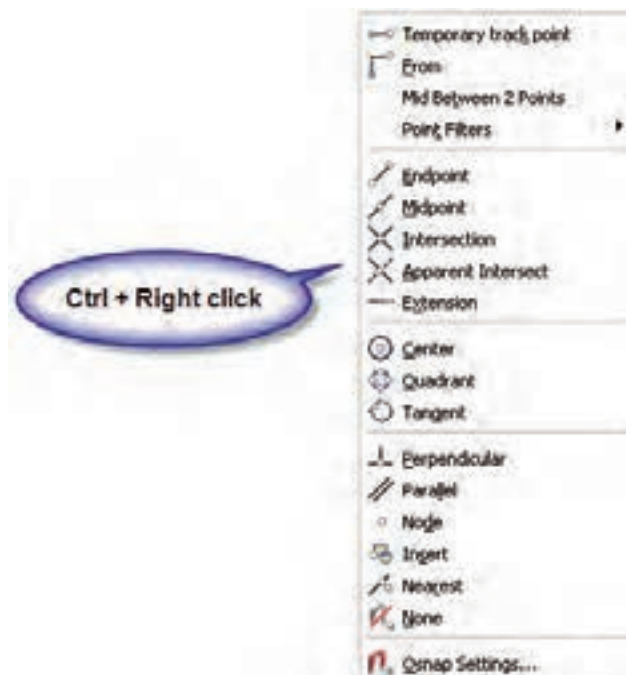 Temporary track point
From
Mid Between 2 Points
Point Filters
Endpoint
Midpoint
Intersection
Apparent Intersect
Extension
Ctrl + Right click
Center
Quadrant
Tangent
Perpendicular
Parallel
Node
Insert
Nearest
None
Osnap Settings...